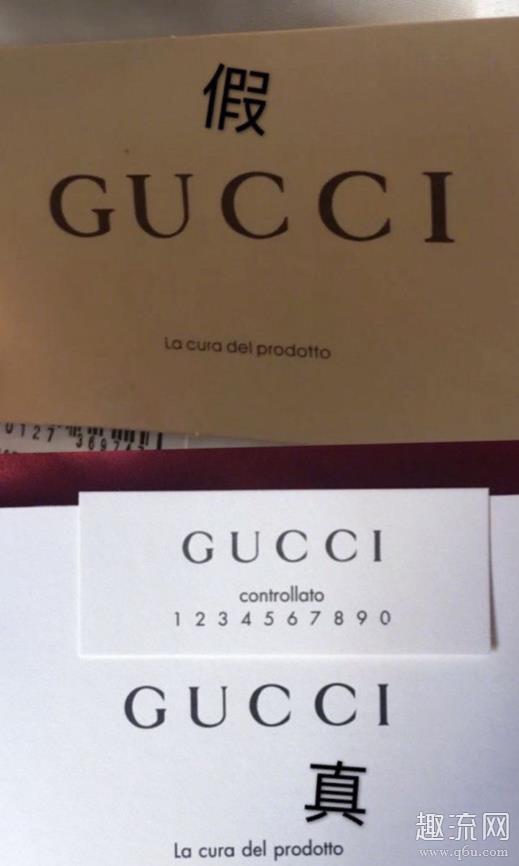 假
GUCCI
La cura del prodotto
GUCCI
controllato
1 2 3 4 5 6 7 8 9 0
GUCCI
真
La cura del prodotto
趣流网
www.q6u.com